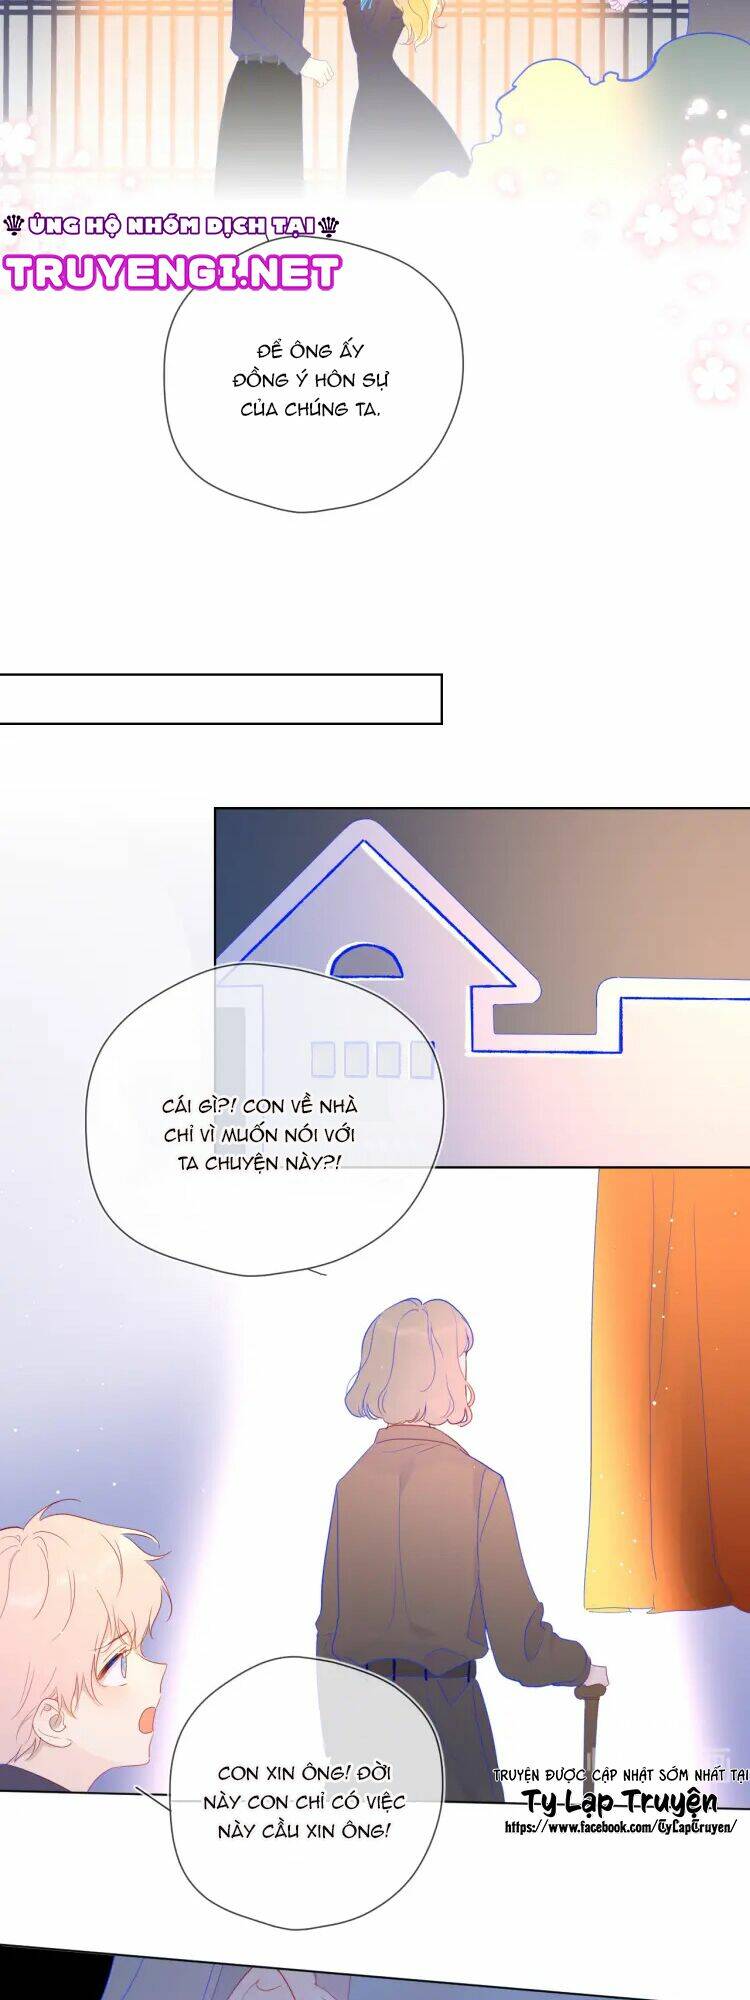 ỦNG HỘ NHÓM DỊCH TẠI
TRUYENGI.NET
ĐỂ ÔNG ẤY
ĐỒNG Ý HÔN SỰ
CỦA CHÚNG TA.
CÁI GÌ?! CON VỀ NHÀ
CHỈ VÌ MUỐN NÓI VỚI
TA CHUYỆN NÀY?!
CON XIN ÔNG! ĐỜI
NÀY CON CHỈ CÓ VIỆC
NÀY CẦU XIN ÔNG!
TRUYỆN ĐƯỢC CẬP NHẬT SỚM NHẤT TẠI
Ty Lạp Truyện
https://www.facebook.com/TyLapTruyen/